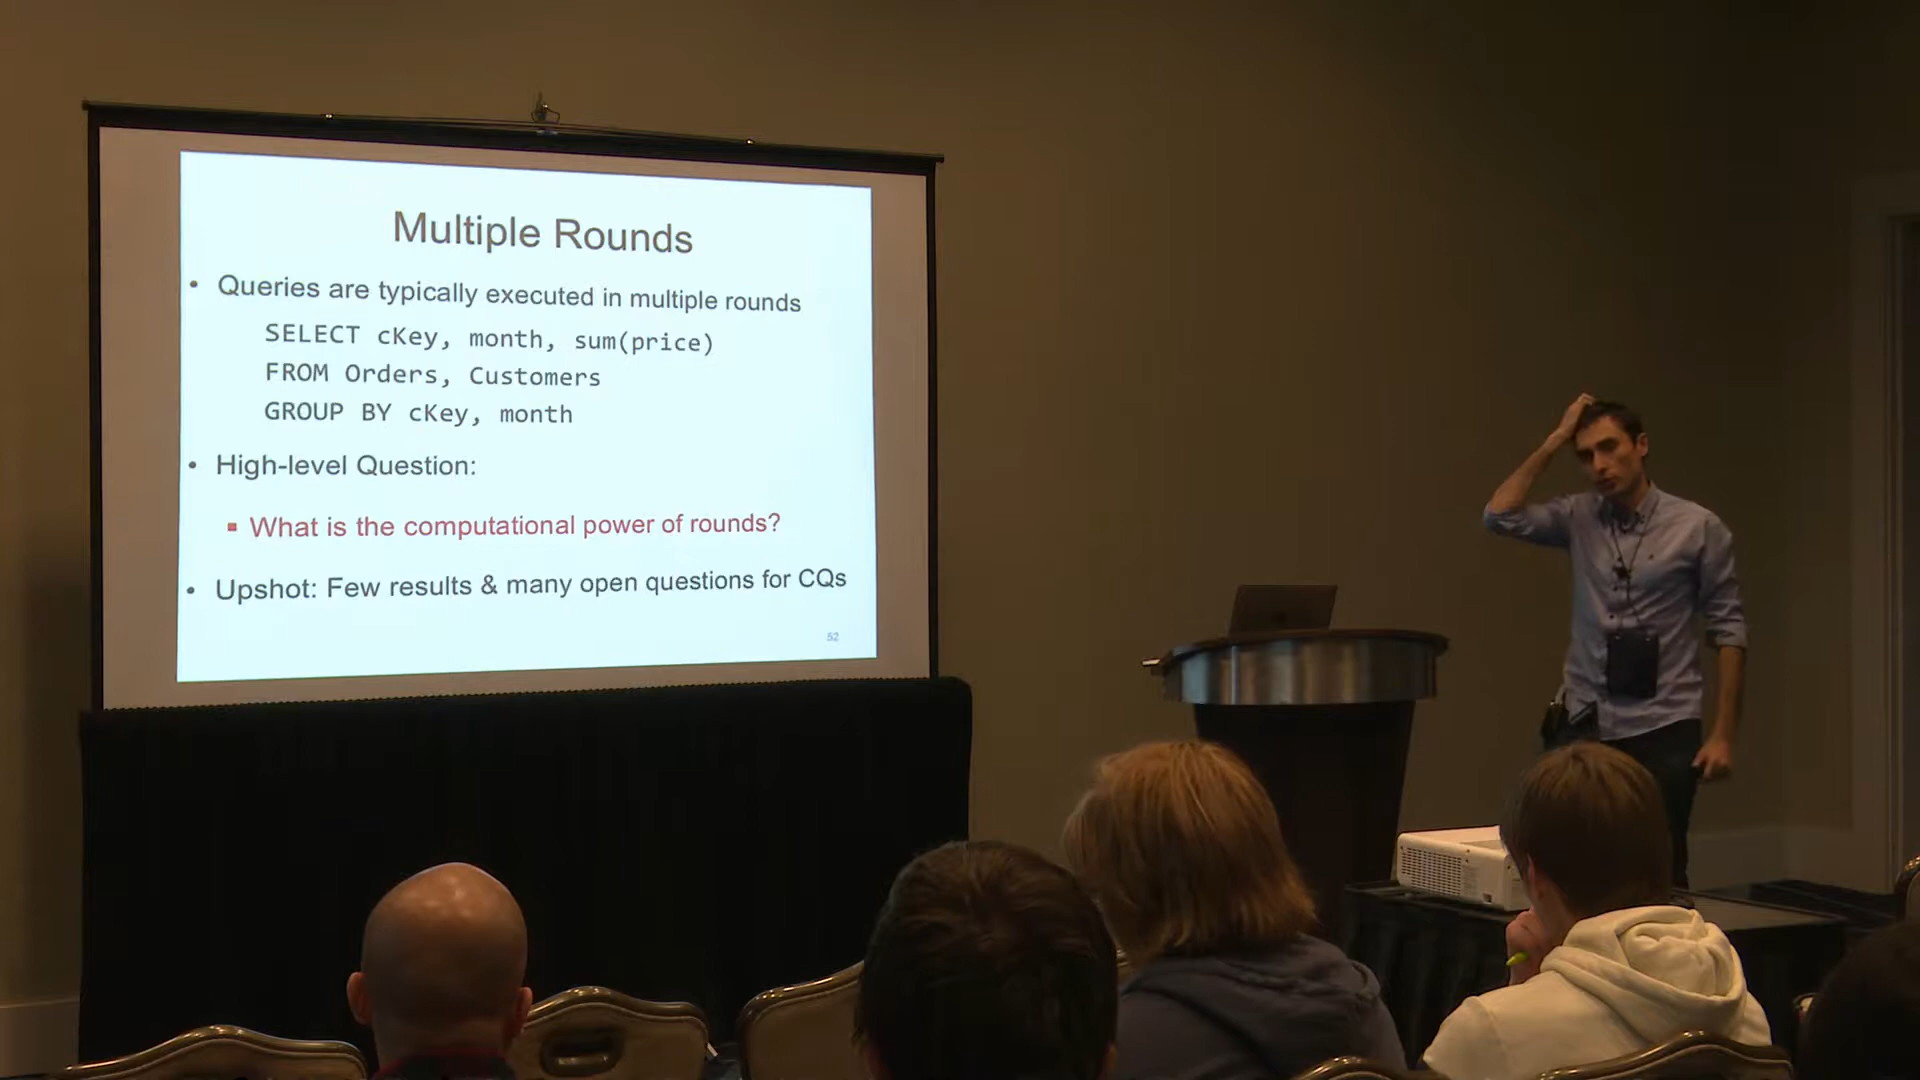 Multiple Rounds
• Queries are typically executed in multiple rounds
SELECT cKey, month, sum(price)
FROM Orders, Customers
GROUP BY cKey, month
• High-level Question:
▪ What is the computational power of rounds?
• Upshot: Few results & many open questions for CQs
52